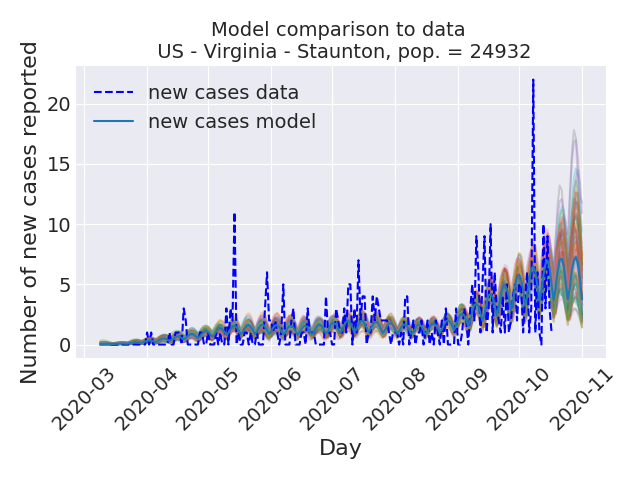 Model comparison to data
US - Virginia - Staunton, pop. = 24932
Number of new cases reported
20
15
10
5
0
new cases data
new cases model
2020-03
2020-04
2020-05
2020-06
2020-07
2020-08
2020-09
2020-10
2020-11
Day